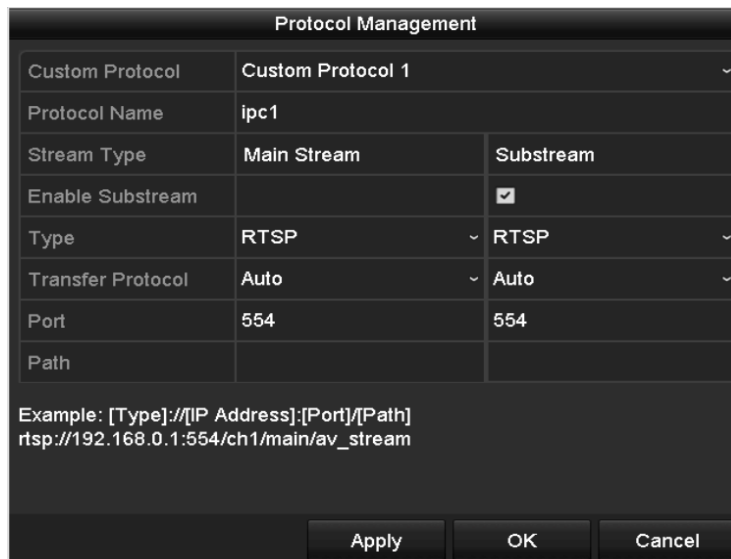 Protocol Management
Custom Protocol Custom Protocol 1
Protocol Name ipc1
Stream Type Main Stream Substream
Enable Substream
Type RTSP RTSP
Transfer Protocol Auto Auto
Port 554 554
Path
Example: [Type]://[IP Address]:[Port]/[Path]
rtsp://192.168.0.1:554/ch1/main/av_stream
Apply OK Cancel